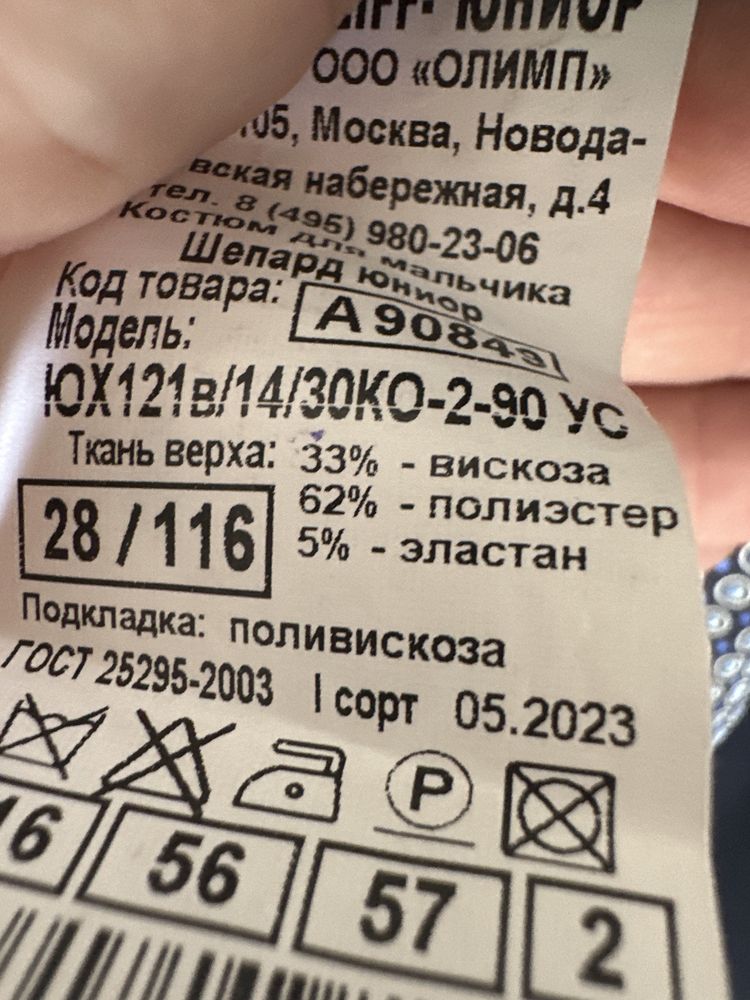 ЮНИОР
ООО «ОЛИМП»
105, Москва, Новода-
вская набережная, д.4
тел. 8 (495) 980-23-06
Костюм для мальчика
Шепард юниор
Код товара: А90843
Модель:
ЮХ121в/14/30КО-2-90 УС
Ткань верха: 33% - вискоза
62% - полиэстер
28 / 116 5% - эластан
Подкладка: поливискоза
ГОСТ 25295-2003 I сорт 05.2023
P
16 56 57 2